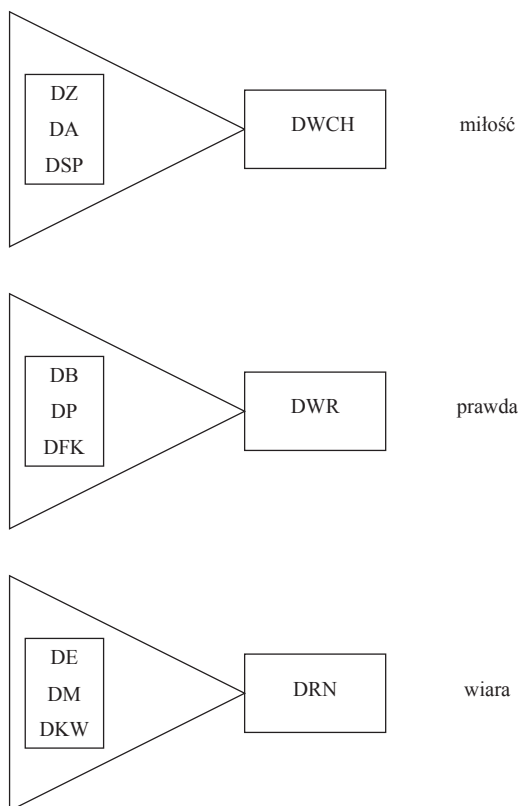 DZ
DA
DSP
DWCH
miłość
DB
DP
DFK
DWR
prawda
DE
DM
DKW
DRN
wiara